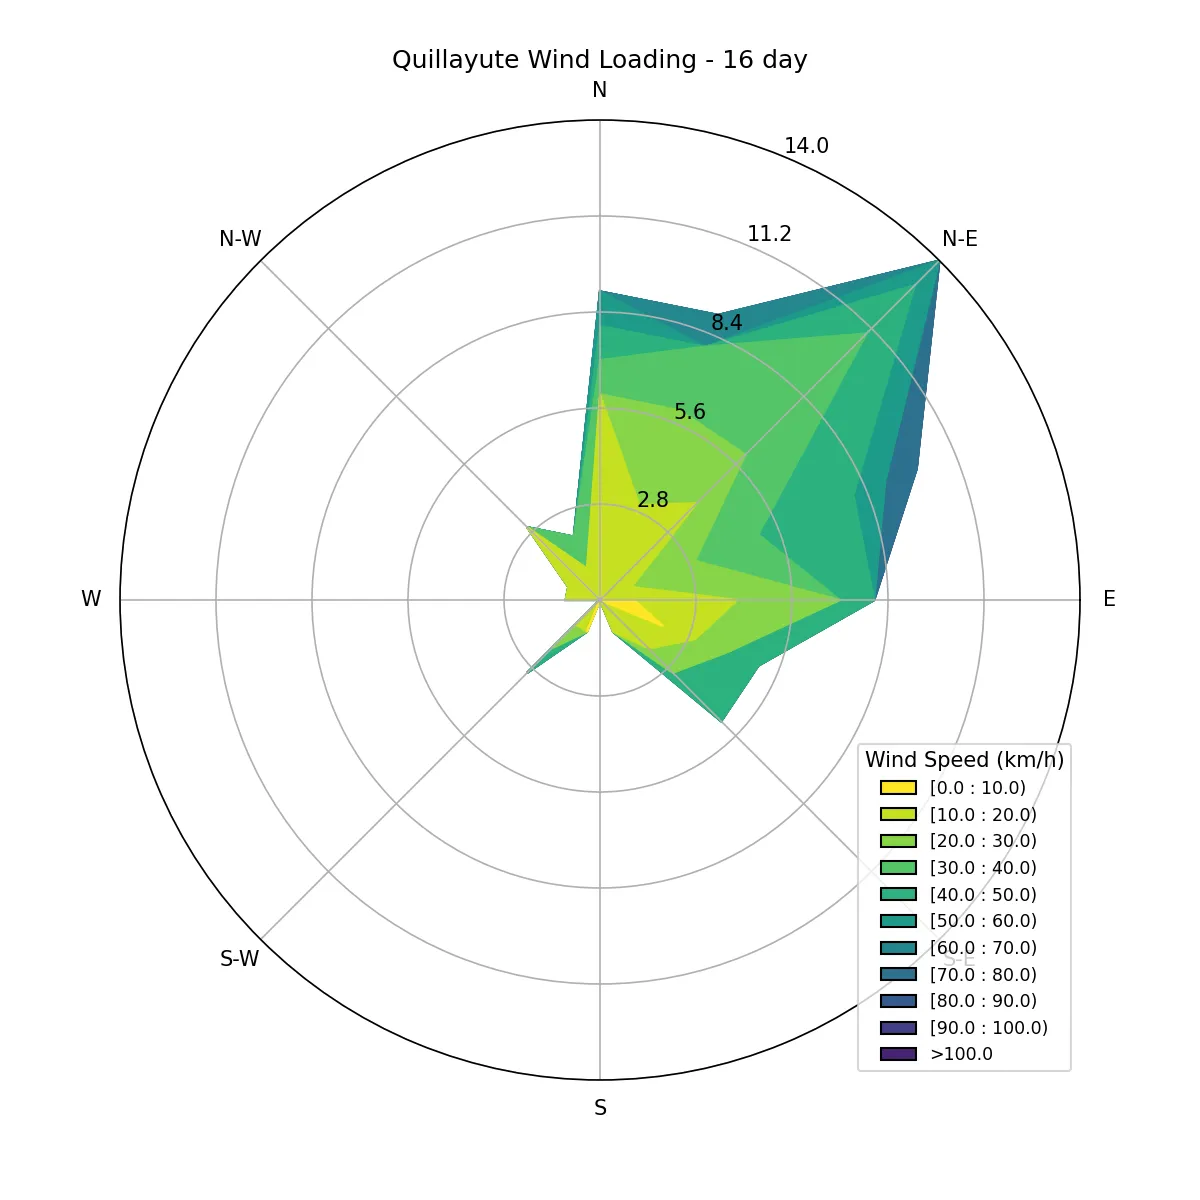 Quillayute Wind Loading - 16 day
N
14.0
11.2
N-W
N-E
8.4
5.6
2.8
W
E
Wind Speed (km/h)
[0.0 : 10.0)
[10.0 : 20.0)
[20.0 : 30.0)
[30.0 : 40.0)
[40.0 : 50.0)
[50.0 : 60.0)
[60.0 : 70.0)
[70.0 : 80.0)
[80.0 : 90.0)
[90.0 : 100.0)
>100.0
S-W
S-E
S